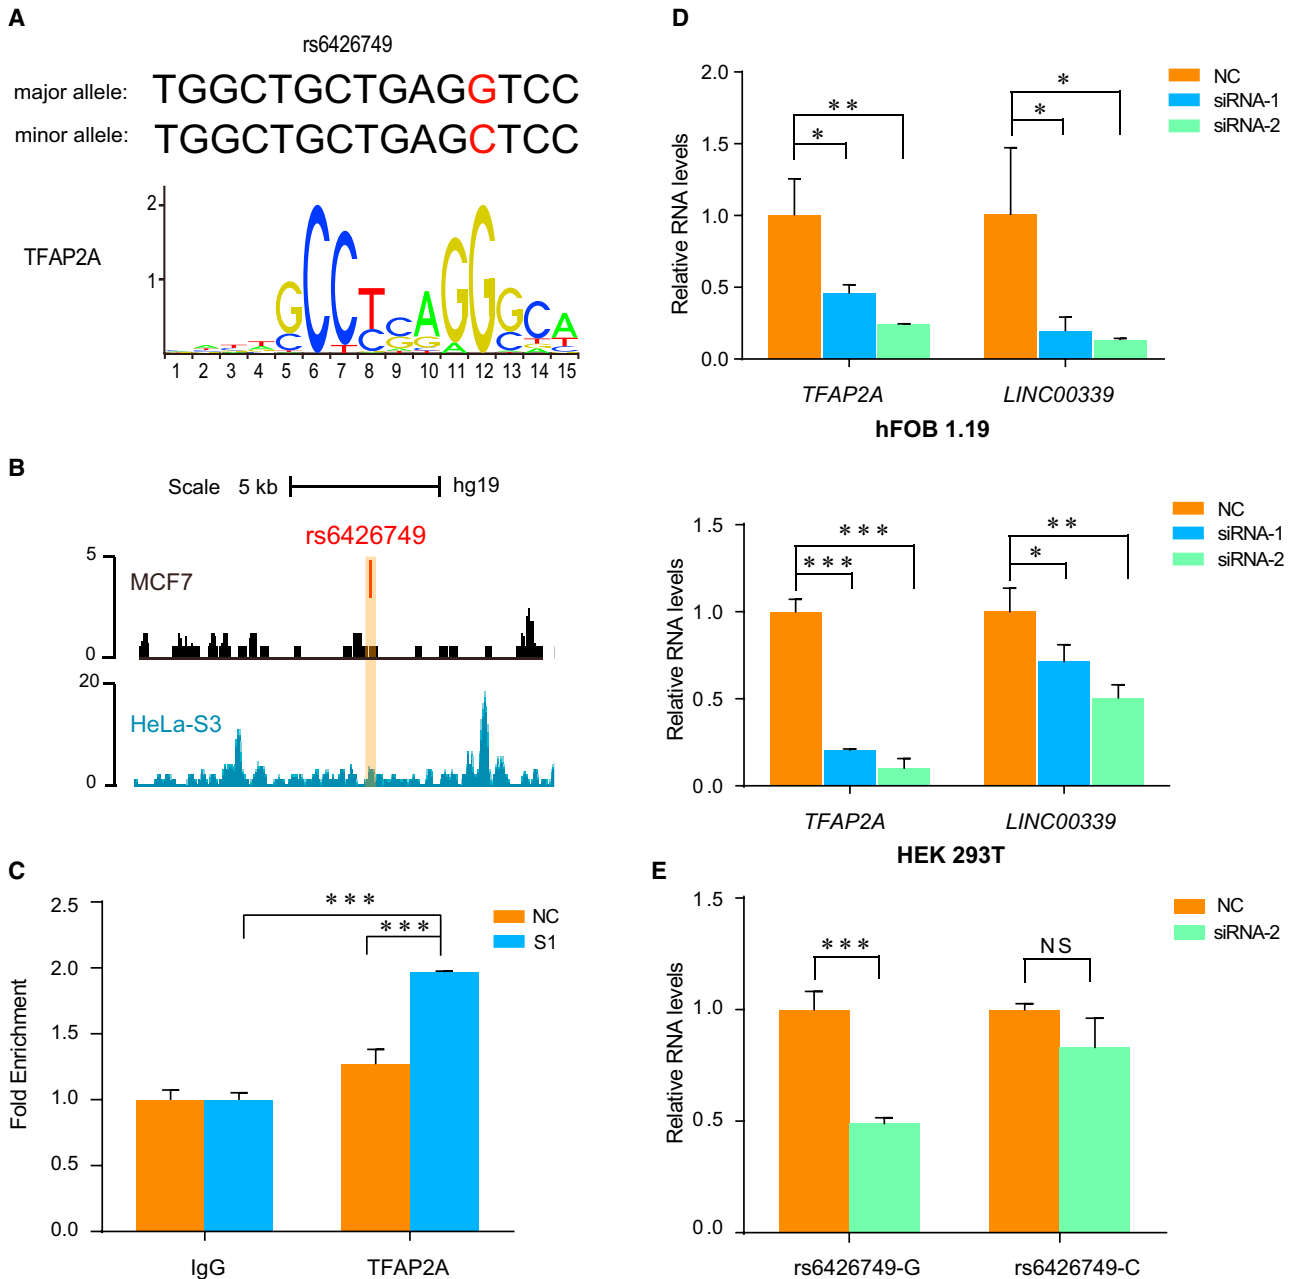 A
rs6426749
major allele: TGGCTGCTGAGGTCC
minor allele: TGGCTGCTGAGCTCC
TFAP2A
2
1
1 2 3 4 5 6 7 8 9 10 11 12 13 14 15
B
Scale 5 kb hg19
rs6426749
5
MCF7
0
20
HeLa-S3
0
C
2.5
2.0
1.5
1.0
0.5
0.0
Fold Enrichment
***
***
NC
S1
IgG TFAP2A
D
2.0
1.5
1.0
0.5
0.0
Relative RNA levels
**
*
*
*
NC
siRNA-1
siRNA-2
TFAP2A LINC00339
hFOB 1.19
1.5
1.0
0.5
0.0
Relative RNA levels
***
***
**
*
NC
siRNA-1
siRNA-2
TFAP2A LINC00339
HEK 293T
E
1.5
1.0
0.5
0.0
Relative RNA levels
***
NS
NC
siRNA-2
rs6426749-G rs6426749-C